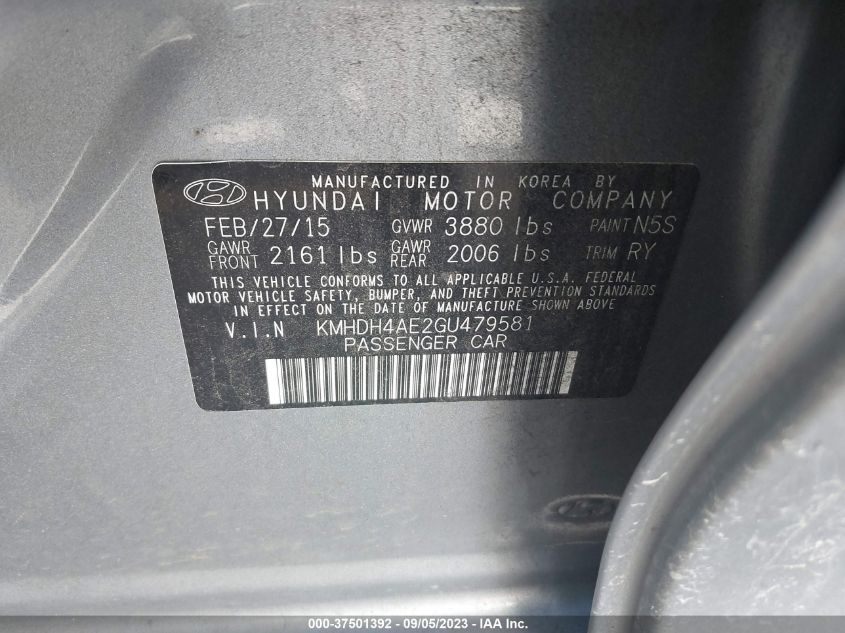 MANUFACTURED IN KOREA BY
HYUNDAI MOTOR COMPANY
FEB/27/15 GVWR 3880 lbs PAINT N5S
GAWR FRONT 2161 lbs GAWR REAR 2006 lbs TRIM RY
THIS VEHICLE CONFORMS TO ALL APPLICABLE U.S.A. FEDERAL
MOTOR VEHICLE SAFETY, BUMPER, AND THEFT PREVENTION STANDARDS
IN EFFECT ON THE DATE OF MANUFACTURE SHOWN ABOVE
V.I.N KMHDH4AE2GU479581
PASSENGER CAR
000-37501392 - 09/05/2023 - IAA Inc.